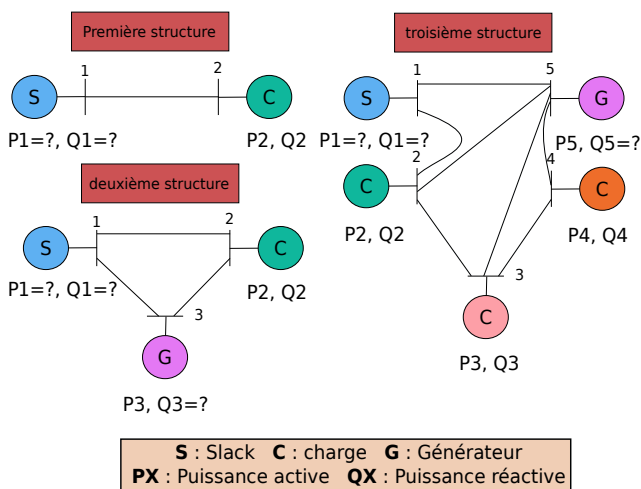 Première structure
1
2
S
C
P1=?, Q1=?
P2, Q2
deuxième structure
1
2
S
C
P1=?, Q1=?
P2, Q2
3
G
P3, Q3=?
troisième structure
1
5
S
G
P1=?, Q1=?
P5, Q5=?
2
4
C
C
P2, Q2
P4, Q4
3
C
P3, Q3
S : Slack C : charge G : Générateur
PX : Puissance active QX : Puissance réactive